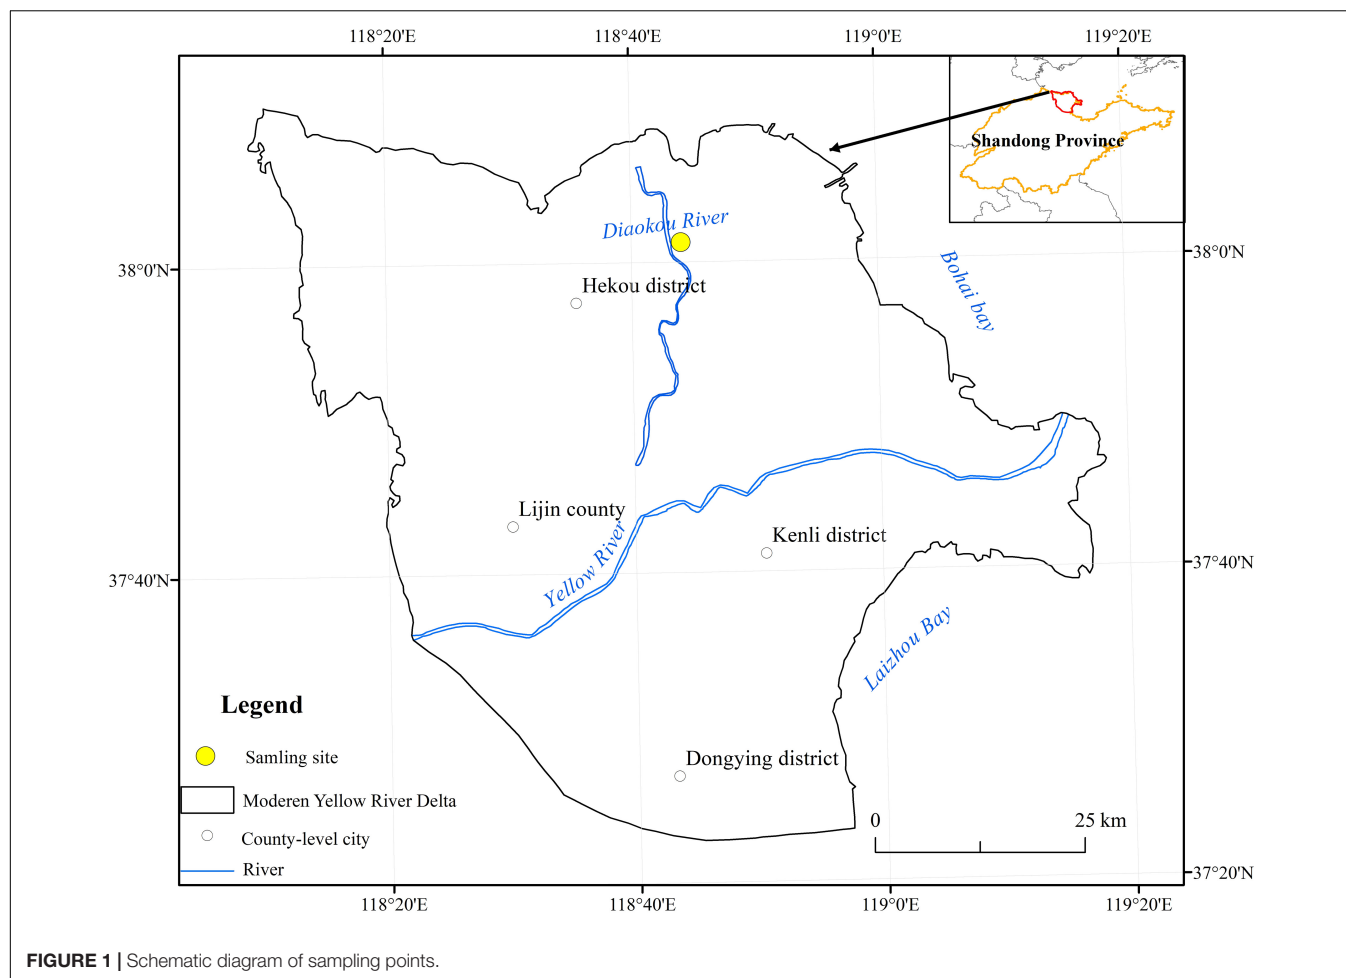 118°20'E
118°40'E
119°0'E
119°20'E
Shandong Province
Diaokou River
38°0'N
38°0'N
Bohai bay
Hekou district
Lijin county
Kenli district
Yellow River
37°40'N
37°40'N
Laizhou Bay
Legend
Samling site
Dongying district
Moderen Yellow River Delta
0 25 km
County-level city
River
37°20'N
118°20'E
118°40'E
119°0'E
119°20'E
FIGURE 1 | Schematic diagram of sampling points.